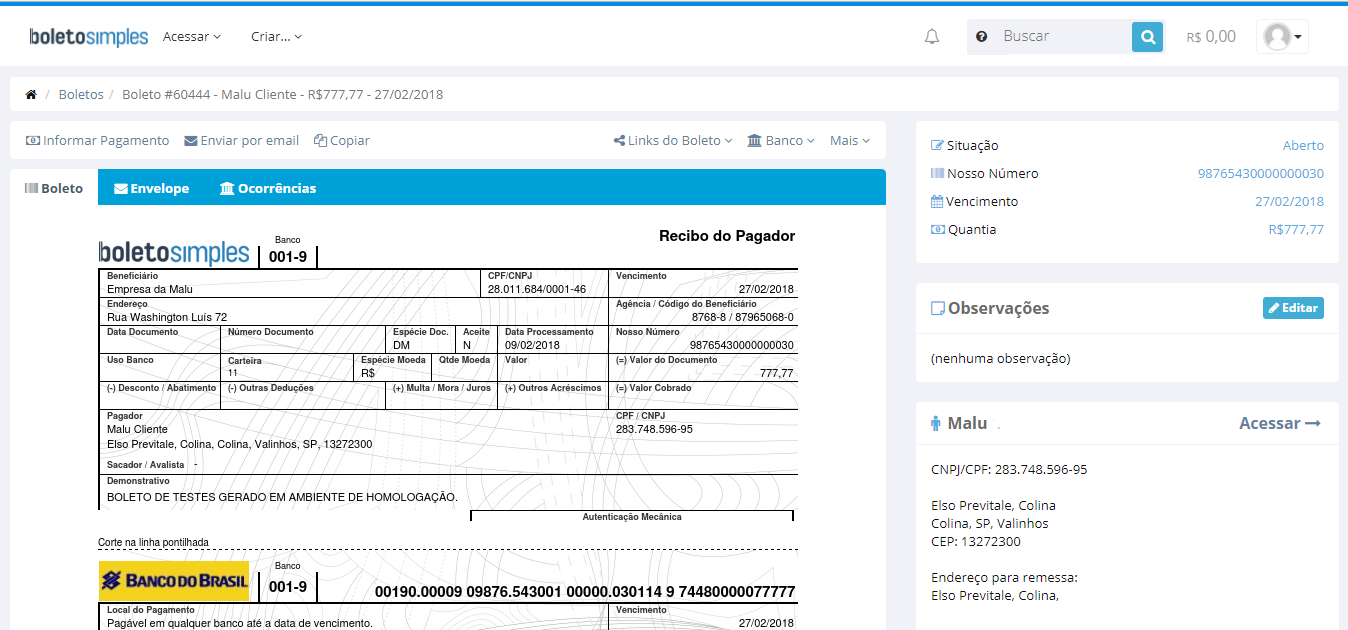 boletosimples Acessar Criar... Buscar R$ 0,00
/ Boletos / Boleto #60444 - Malu Cliente - R$777,77 - 27/02/2018
Informar Pagamento Enviar por email Copiar Links do Boleto Banco Mais
Boleto Envelope Ocorrências
boletosimples Banco 001-9 Recibo do Pagador
Beneficiário CPF/CNPJ Vencimento
Empresa da Malu 28.011.684/0001-46 27/02/2018
Endereço Agência / Código do Beneficiário
Rua Washington Luís 72 8768-8 / 87965068-0
Data Documento Número Documento Espécie Doc. Aceite Data Processamento Nosso Número
DM N 09/02/2018 98765430000000030
Uso Banco Carteira Espécie Moeda Qtde Moeda Valor (=) Valor do Documento
11 R$ 777,77
(-) Desconto / Abatimento (-) Outras Deduções (+) Multa / Mora / Juros (+) Outros Acréscimos (=) Valor Cobrado
Pagador CPF / CNPJ
Malu Cliente 283.748.596-95
Elso Previtale, Colina, Colina, Valinhos, SP, 13272300
Sacador / Avalista -
Demonstrativo
BOLETO DE TESTES GERADO EM AMBIENTE DE HOMOLOGAÇÃO.
Autenticação Mecânica
Corte na linha pontilhada
BANCO DO BRASIL Banco 001-9 00190.00009 09876.543001 00000.030114 9 74480000077777
Local do Pagamento Vencimento
Pagável em qualquer banco até a data de vencimento. 27/02/2018
Situação Aberto
Nosso Número 98765430000000030
Vencimento 27/02/2018
Quantia R$777,77
Observações Editar
(nenhuma observação)
Malu . Acessar
CNPJ/CPF: 283.748.596-95
Elso Previtale, Colina
Colina, SP, Valinhos
CEP: 13272300
Endereço para remessa:
Elso Previtale, Colina,